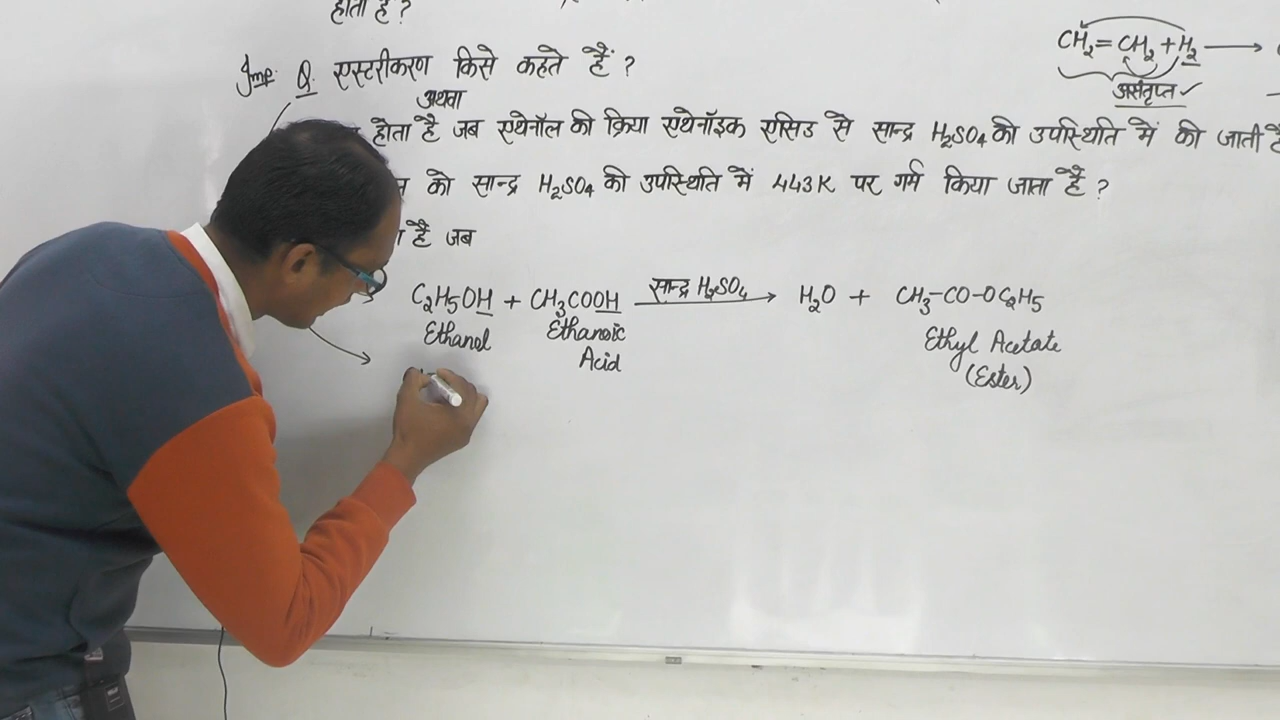 होता है ?
CH₂=CH₂+H₂ →
असंतृप्त ✓
Imp. Q. एस्टरीकरण किसे कहते हैं ?
अथवा
होता है जब एथेनॉल की क्रिया एथेनॉइक एसिड से सान्द्र H₂SO₄ की उपस्थिति में की जाती है
को सान्द्र H₂SO₄ की उपस्थिति में 443K पर गर्म किया जाता है ?
है जब
C₂H₅OH + CH₃COOH सान्द्र H₂SO₄ → H₂O + CH₃-CO-OC₂H₅
Ethanol Ethanoic Ethyl Acetate
Acid (Ester)